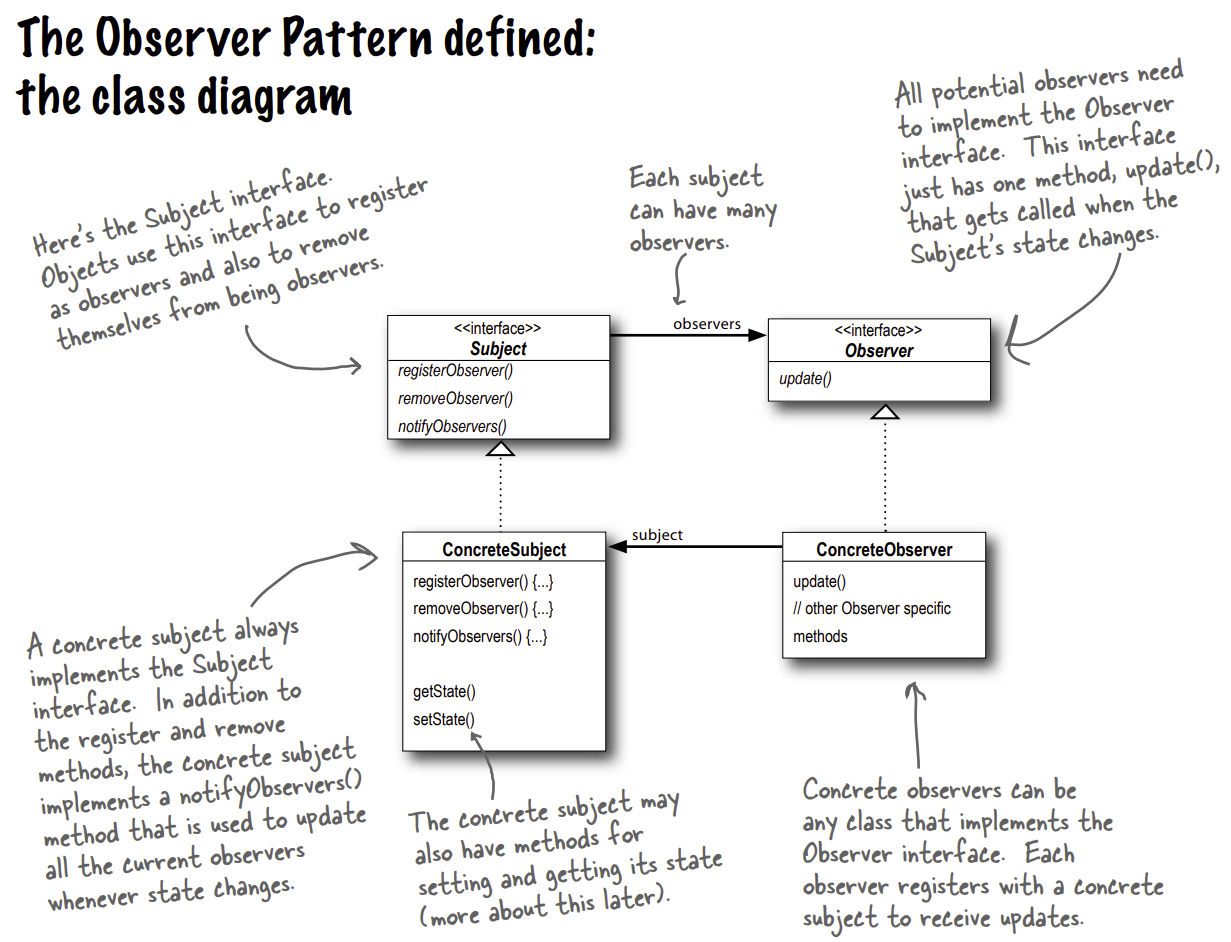 The Observer Pattern defined:
the class diagram
All potential observers need
to implement the Observer
interface. This interface
just has one method, update(),
that gets called when the
Subject's state changes.
Each subject
can have many
observers.
Here's the Subject interface.
Objects use this interface to register
as observers and also to remove
themselves from being observers.
<<interface>>
Subject
registerObserver()
removeObserver()
notifyObservers()
observers
<<interface>>
Observer
update()
ConcreteSubject
registerObserver() {...}
removeObserver() {...}
notifyObservers() {...}
getState()
setState()
subject
ConcreteObserver
update()
// other Observer specific
methods
A concrete subject always
implements the Subject
interface. In addition to
the register and remove
methods, the concrete subject
implements a notifyObservers()
method that is used to update
all the current observers
whenever state changes.
The concrete subject may
also have methods for
setting and getting its state
(more about this later).
Concrete observers can be
any class that implements the
Observer interface. Each
observer registers with a concrete
subject to receive updates.